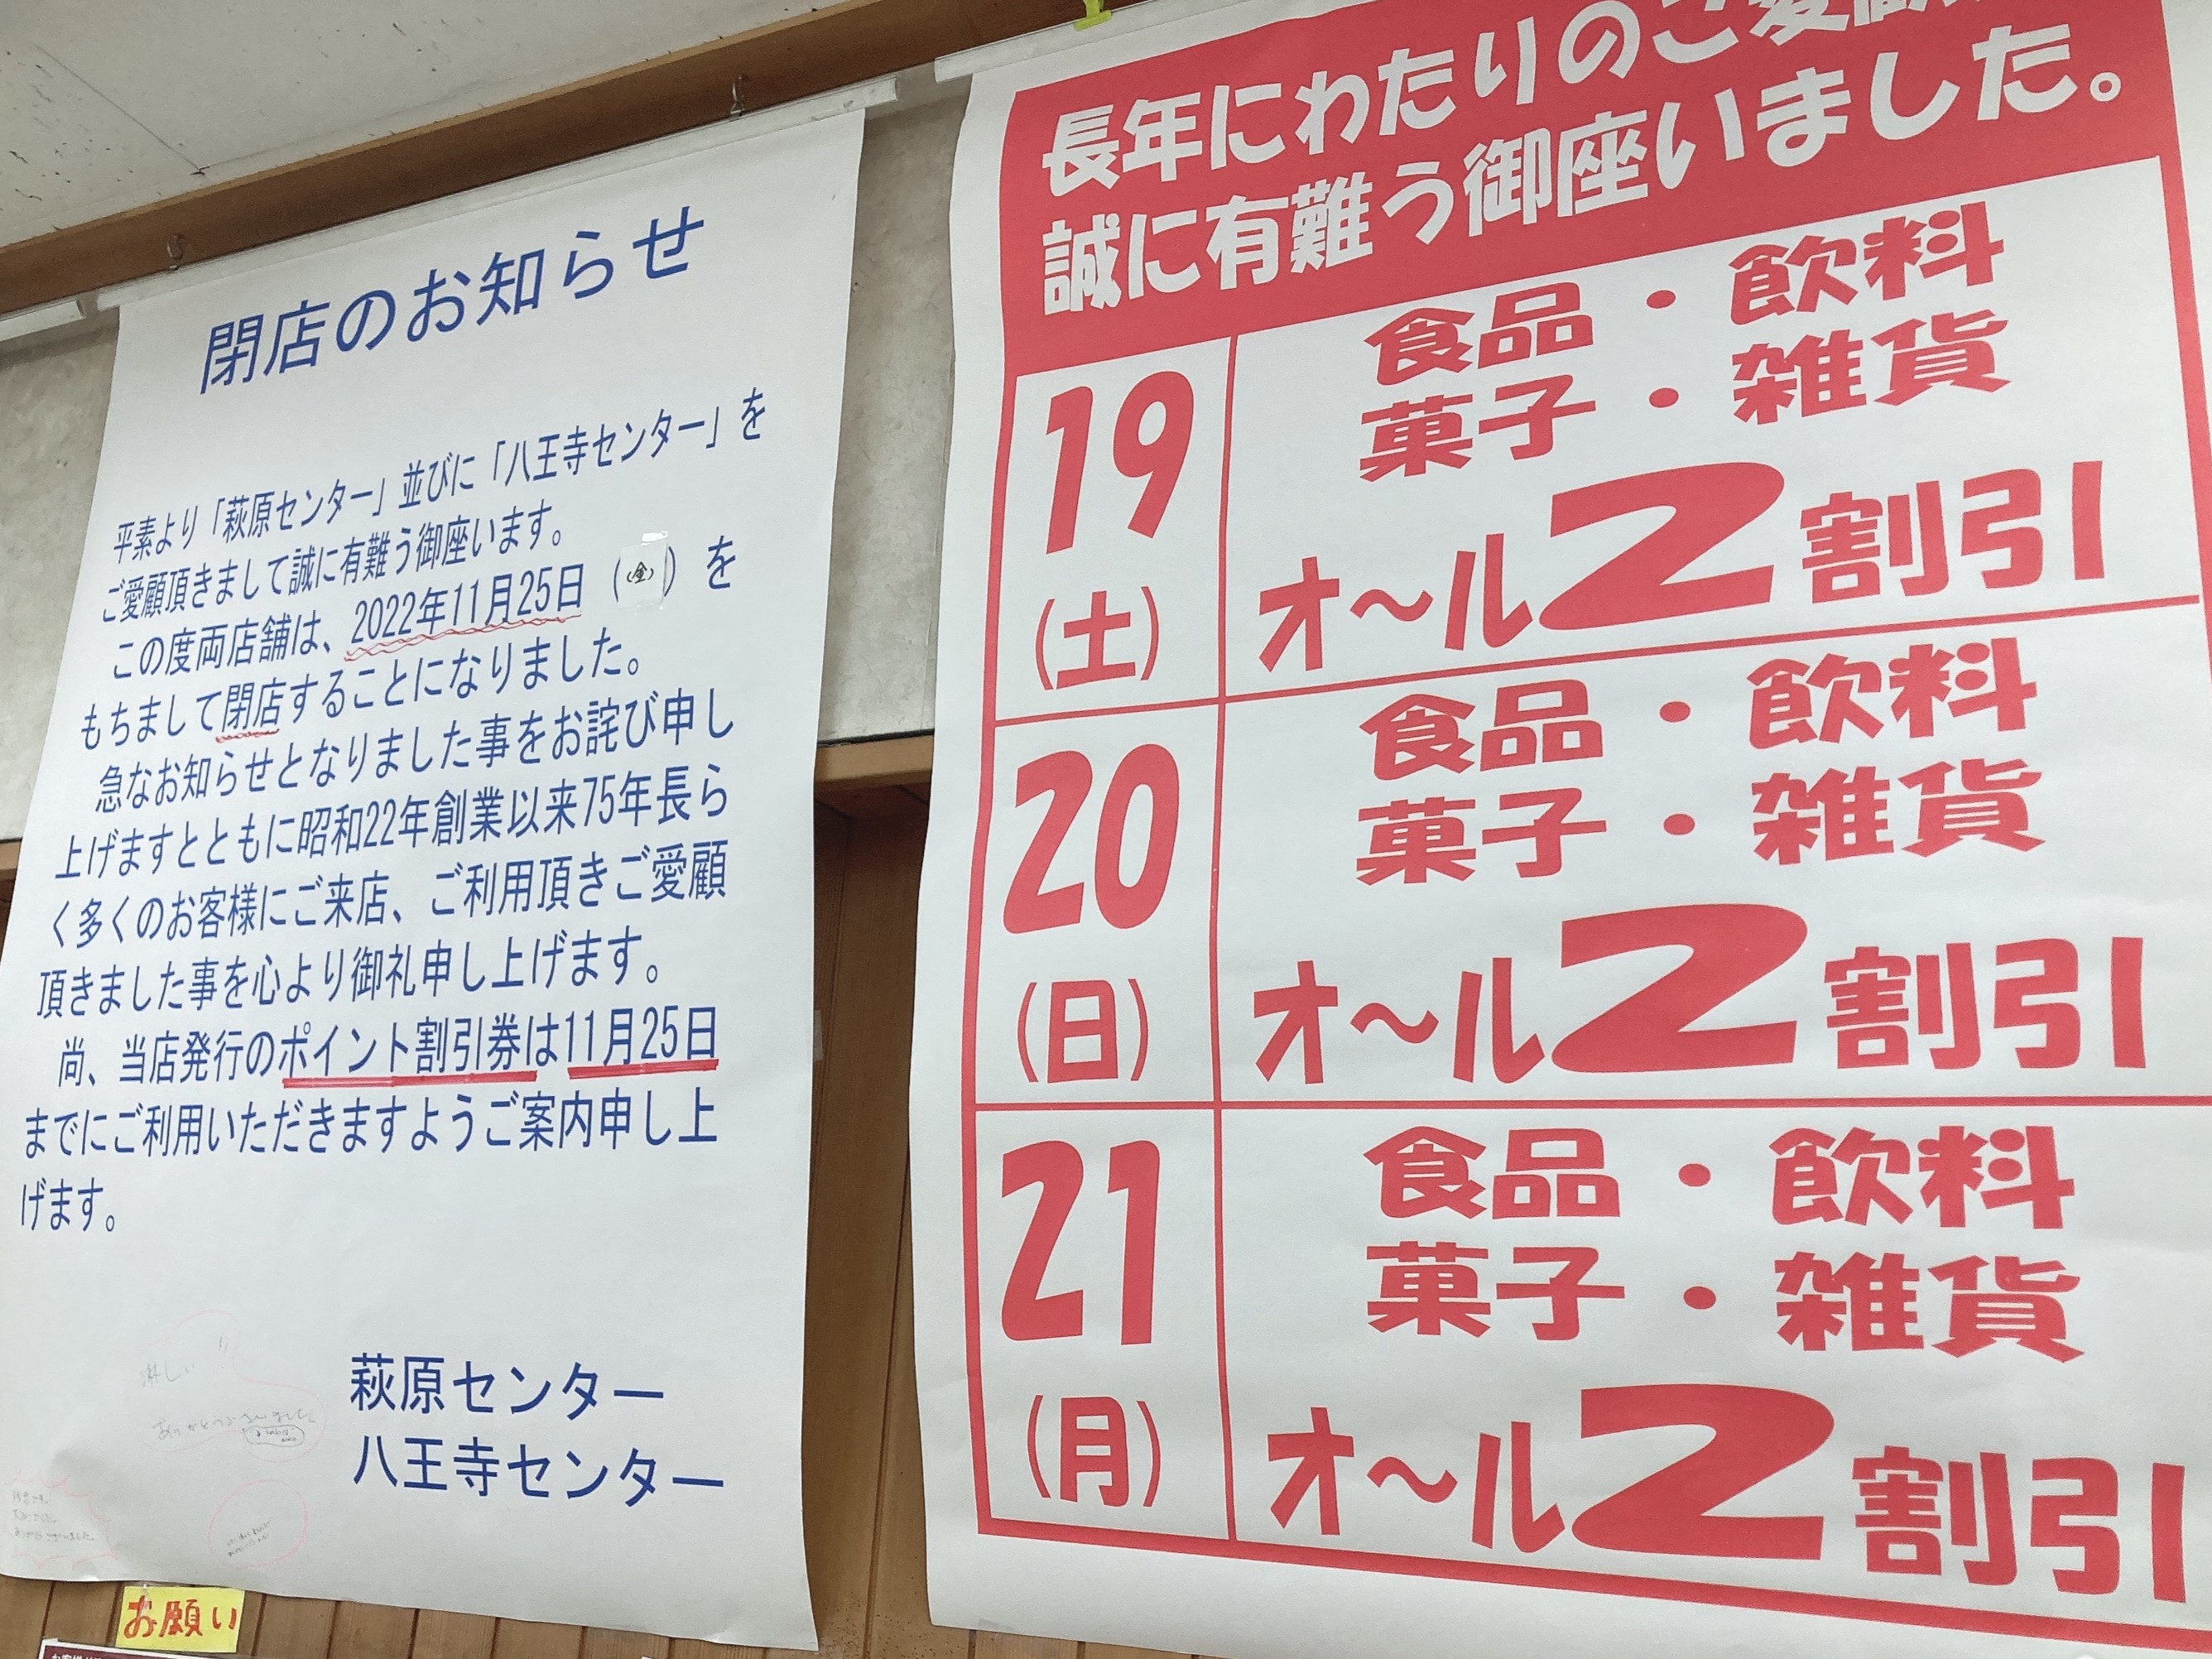 閉店のお知らせ
平素より「萩原センター」並びに「八王寺センター」を
ご愛顧頂きまして誠に有難う御座います。
この度両店舗は、2022年11月25日（金）を
もちまして閉店することになりました。
急なお知らせとなりました事をお詫び申し
上げますとともに昭和22年創業以来75年長ら
く多くのお客様にご来店、ご利用頂きご愛顧
頂きました事を心より御礼申し上げます。
尚、当店発行のポイント割引券は11月25日
までにご利用いただきますようご案内申し上
げます。
淋しい
ありがとうございました
萩原センター
八王寺センター
お願い
長年にわたりのご愛顧
誠に有難う御座いました。
19
(土)
食品・飲料
菓子・雑貨
オ～ル2割引
20
(日)
食品・飲料
菓子・雑貨
オ～ル2割引
21
(月)
食品・飲料
菓子・雑貨
オ～ル2割引